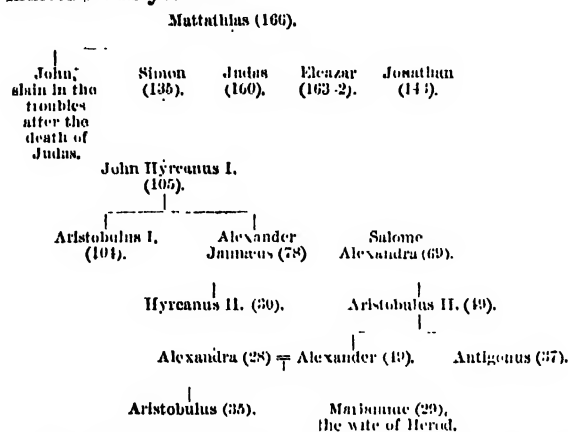 Mattathias (166).
John, Simon Judas Eleazar Jonathan
slain in the (135). (160). (163-2). (143).
troubles
after the
death of
Judas.
John Hyrcanus I.
(105).
Aristobulus I. Alexander Salome
(104). Jannæus (78) Alexandra (69).
Hyrcanus II. (30). Aristobulus II. (49).
Alexandra (28) = Alexander (49). Antigonus (37).
Aristobulus (35). Mariamne (29),
the wife of Herod.